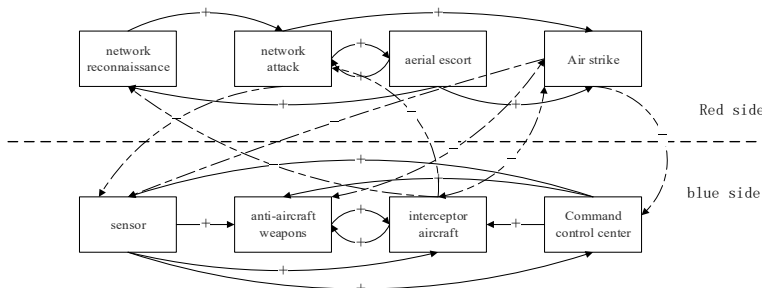 network
reconnaissance
network
attack
aerial escort
Air strike
Red side
blue side
sensor
anti-aircraft
weapons
interceptor
aircraft
Command
control center
+
+
+
+
+
+
−
−
−
−
−
−
+
+
+
+
+
+
+
+